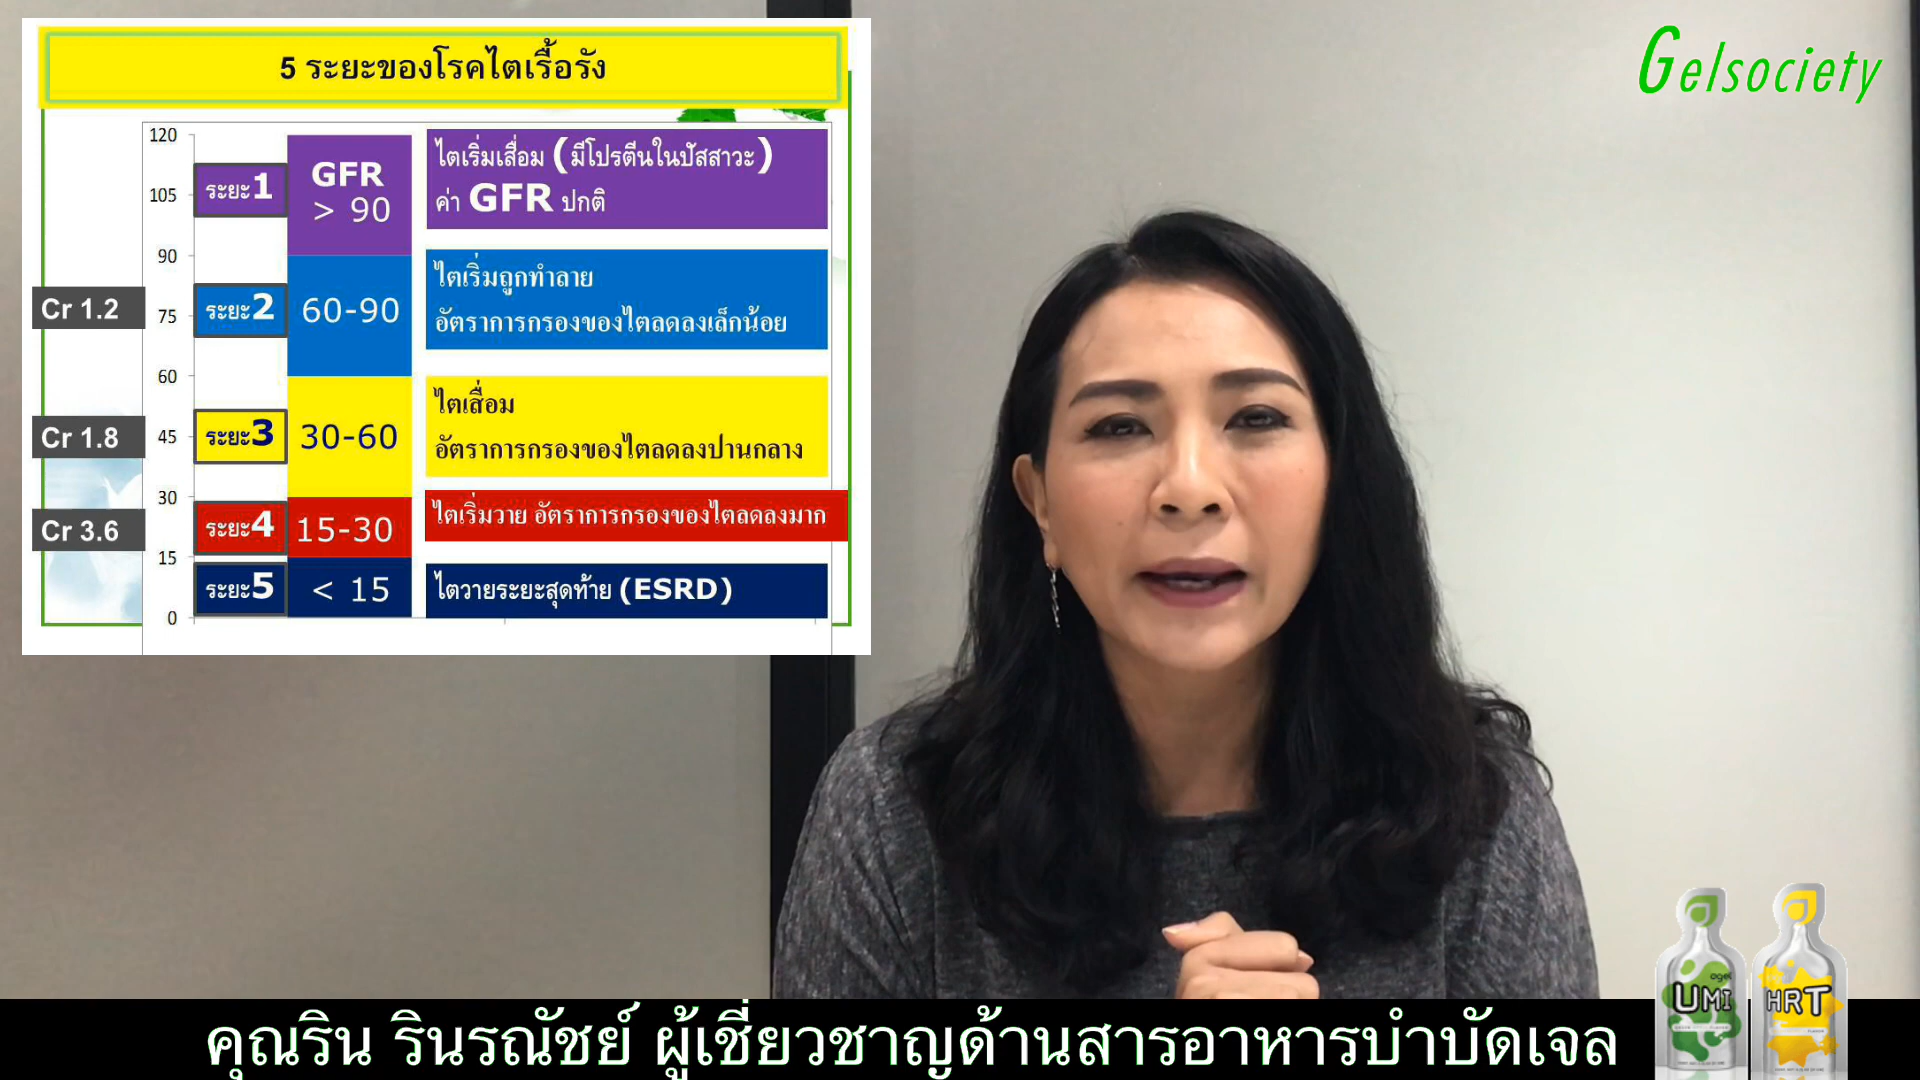 5 ระยะของโรคไตเรื้อรัง
Gelsociety
120
105
90
75
60
45
30
15
0
Cr 1.2
Cr 1.8
Cr 3.6
ระยะ1
GFR
> 90
ไตเริ่มเสื่อม (มีโปรตีนในปัสสาวะ)
ค่า GFR ปกติ
ระยะ2
60-90
ไตเริ่มถูกทำลาย
อัตราการกรองของไตลดลงเล็กน้อย
ระยะ3
30-60
ไตเสื่อม
อัตราการกรองของไตลดลงปานกลาง
ระยะ4
15-30
ไตเริ่มวาย อัตราการกรองของไตลดลงมาก
ระยะ5
< 15
ไตวายระยะสุดท้าย (ESRD)
agel
UMI
HRT
คุณริน รินรณัชย์ ผู้เชี่ยวชาญด้านสารอาหารบำบัดเจล